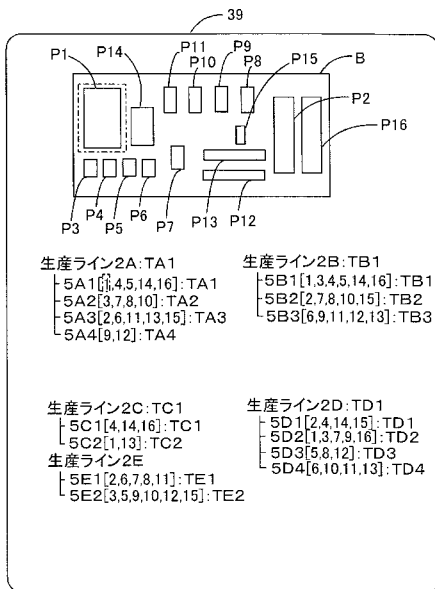 39
P1
P14
P11
P10
P9
P8
P15
B
P2
P16
P3
P4
P5
P6
P7
P13
P12
生産ライン2A:TA1
5A1[1,4,5,14,16]:TA1
5A2[3,7,8,10]:TA2
5A3[2,6,11,13,15]:TA3
5A4[9,12]:TA4
生産ライン2B:TB1
5B1[1,3,4,5,14,16]:TB1
5B2[2,7,8,10,15]:TB2
5B3[6,9,11,12,13]:TB3
生産ライン2C:TC1
5C1[4,14,16]:TC1
5C2[1,13]:TC2
生産ライン2E
5E1[2,6,7,8,11]:TE1
5E2[3,5,9,10,12,15]:TE2
生産ライン2D:TD1
5D1[2,4,14,15]:TD1
5D2[1,3,7,9,16]:TD2
5D3[5,8,12]:TD3
5D4[6,10,11,13]:TD4